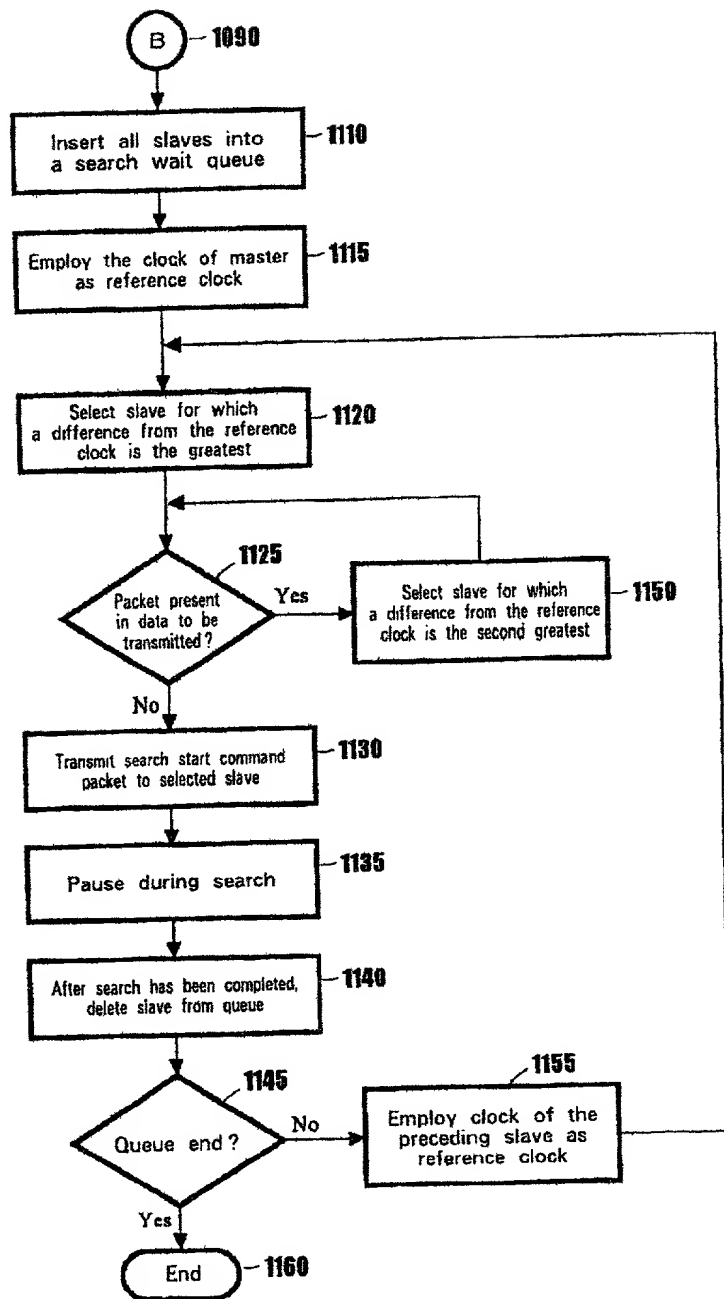 B
1090
Insert all slaves into
a search wait queue
1110
Employ the clock of master
as reference clock
1115
Select slave for which
a difference from the reference
clock is the greatest
1120
1125
Packet present
in data to be
transmitted?
Yes
Select slave for which
a difference from the reference
clock is the second greatest
1150
No
Transmit search start command
packet to selected slave
1130
Pause during search
1135
After search has been completed,
delete slave from queue
1140
1145
Queue end?
No
1155
Employ clock of the
preceding slave as
reference clock
Yes
End
1160